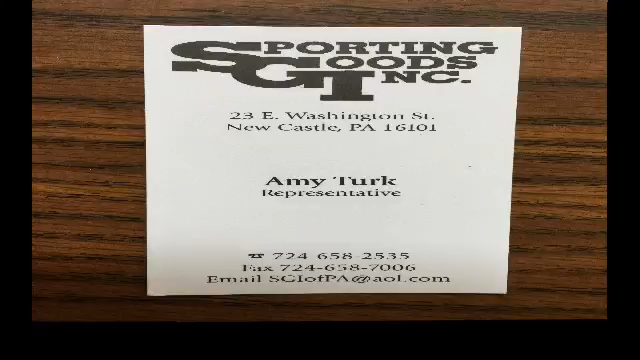 SPORTING
GOODS
INC.
23 E. Washington St.
New Castle, PA 16101
Amy Turk
Representative
☎ 724 658-2535
Fax 724-658-7006
Email SGIofPA@aol.com